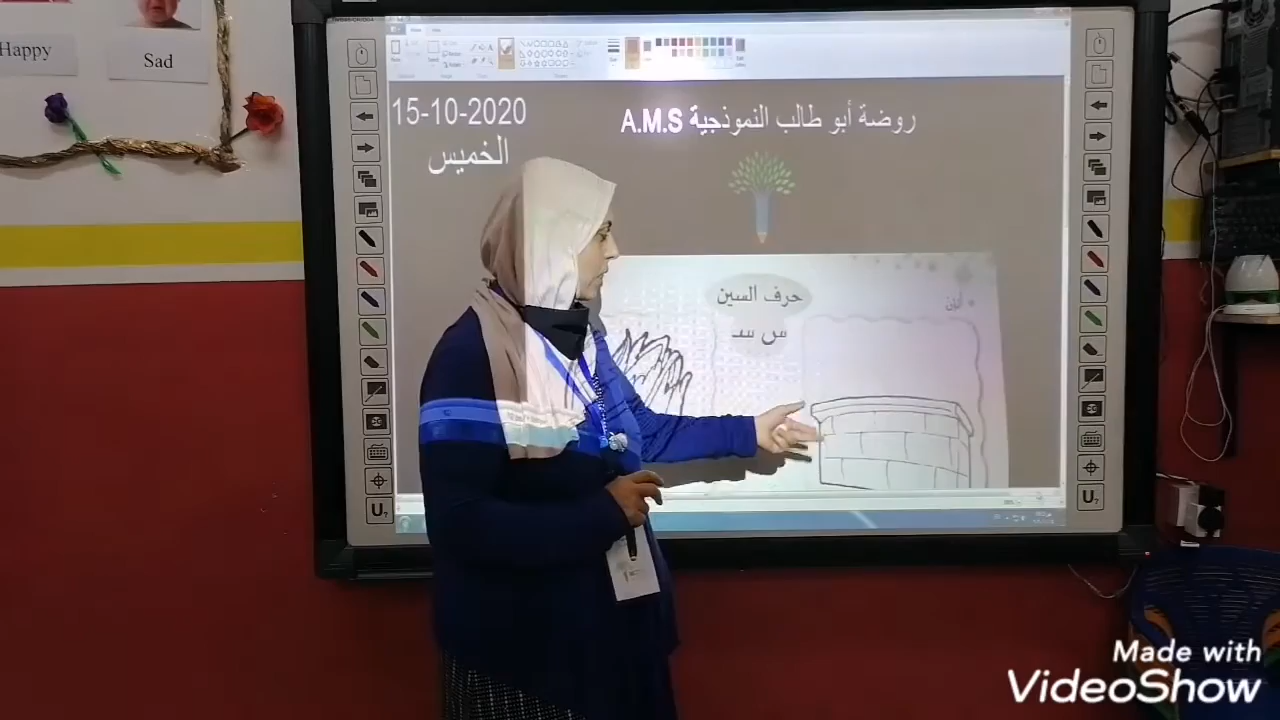 Happy
Sad
15-10-2020
الخميس
روضة أبو طالب النموذجية A.M.S
حرف السين
س سـ
U?
U?
Made with
VideoShow